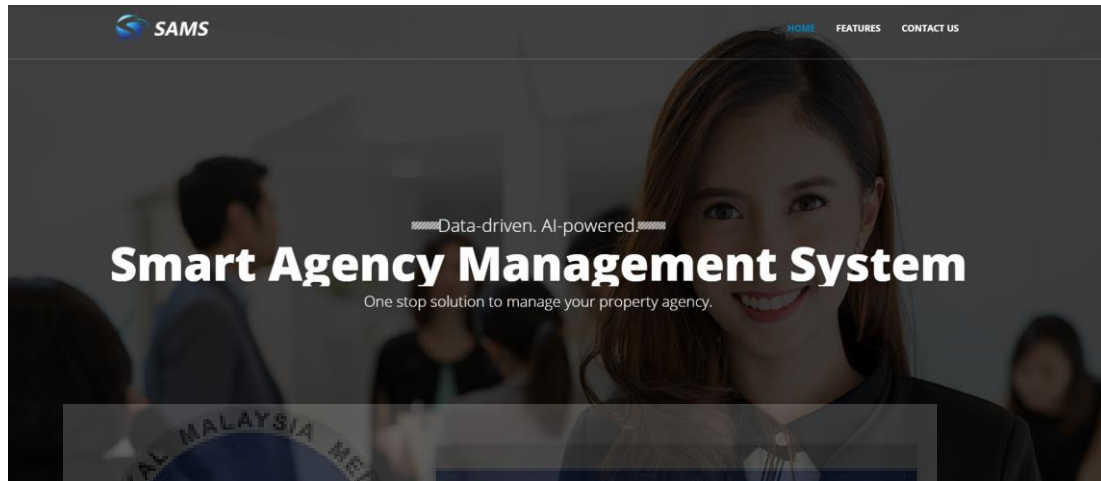 SAMS
HOME FEATURES CONTACT US
Data-driven. AI-powered.
Smart Agency Management System
One stop solution to manage your property agency.
MALAYSIA